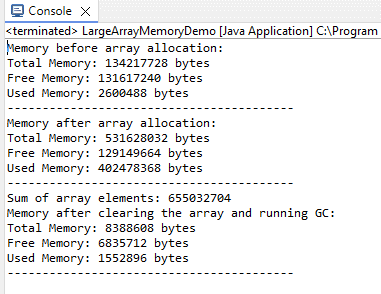 Console ×
<terminated> LargeArrayMemoryDemo [Java Application] C:\Program
Memory before array allocation:
Total Memory: 134217728 bytes
Free Memory: 131617240 bytes
Used Memory: 2600488 bytes
------------------------------------
Memory after array allocation:
Total Memory: 531628032 bytes
Free Memory: 129149664 bytes
Used Memory: 402478368 bytes
------------------------------------
Sum of array elements: 655032704
Memory after clearing the array and running GC:
Total Memory: 8388608 bytes
Free Memory: 6835712 bytes
Used Memory: 1552896 bytes
------------------------------------